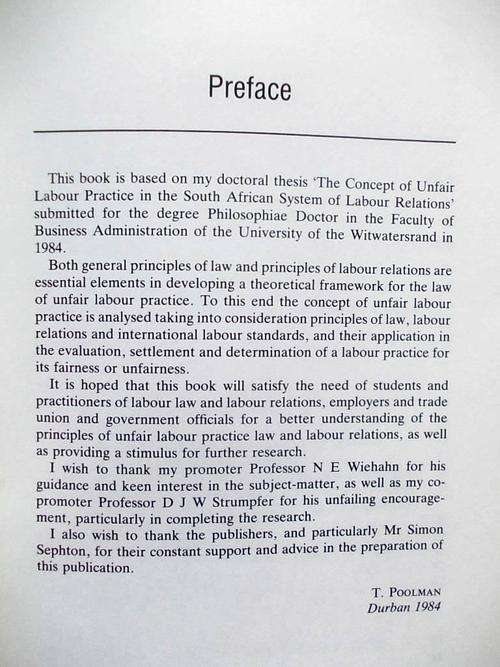 Preface
This book is based on my doctoral thesis ‘The Concept of Unfair
Labour Practice in the South African System of Labour Relations’
submitted for the degree Philosophiae Doctor in the Faculty of
Business Administration of the University of the Witwatersrand in
1984.
Both general principles of law and principles of labour relations are
essential elements in developing a theoretical framework for the law
of unfair labour practice. To this end the concept of unfair labour
practice is analysed taking into consideration principles of law, labour
relations and international labour standards, and their application in
the evaluation, settlement and determination of a labour practice for
its fairness or unfairness.
It is hoped that this book will satisfy the need of students and
practitioners of labour law and labour relations, employers and trade
union and government officials for a better understanding of the
principles of unfair labour practice law and labour relations, as well
as providing a stimulus for further research.
I wish to thank my promoter Professor N E Wiehahn for his
guidance and keen interest in the subject-matter, as well as my co-
promoter Professor D J W Strumpfer for his unfailing encourage-
ment, particularly in completing the research.
I also wish to thank the publishers, and particularly Mr Simon
Sephton, for their constant support and advice in the preparation of
this publication.
T. POOLMAN
Durban 1984